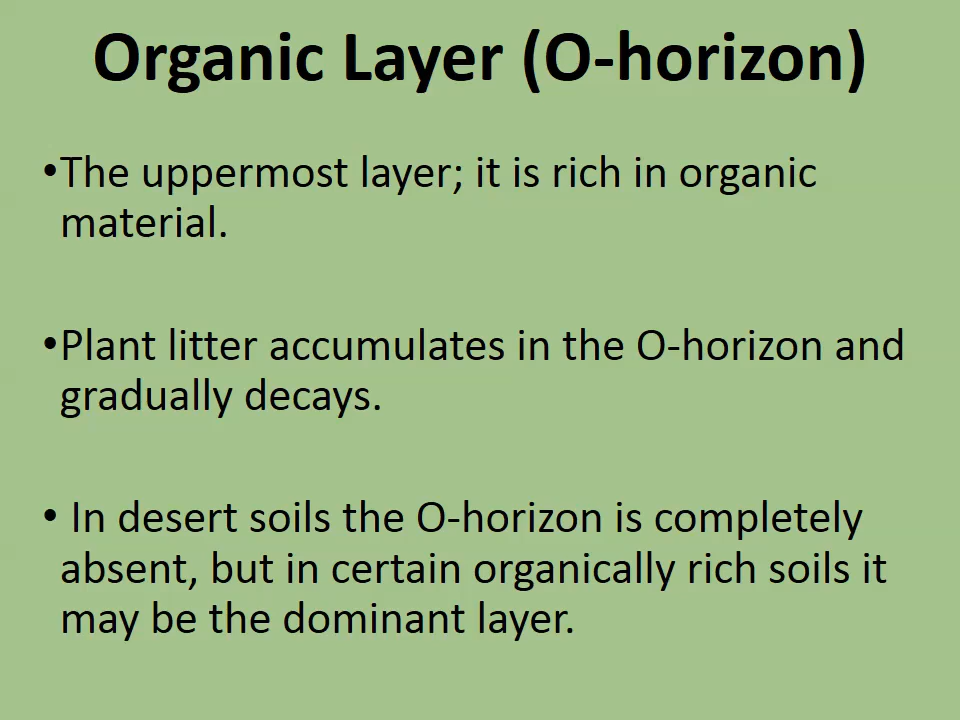 Organic Layer (O-horizon)
•The uppermost layer; it is rich in organic
material.
•Plant litter accumulates in the O-horizon and
gradually decays.
• In desert soils the O-horizon is completely
absent, but in certain organically rich soils it
may be the dominant layer.